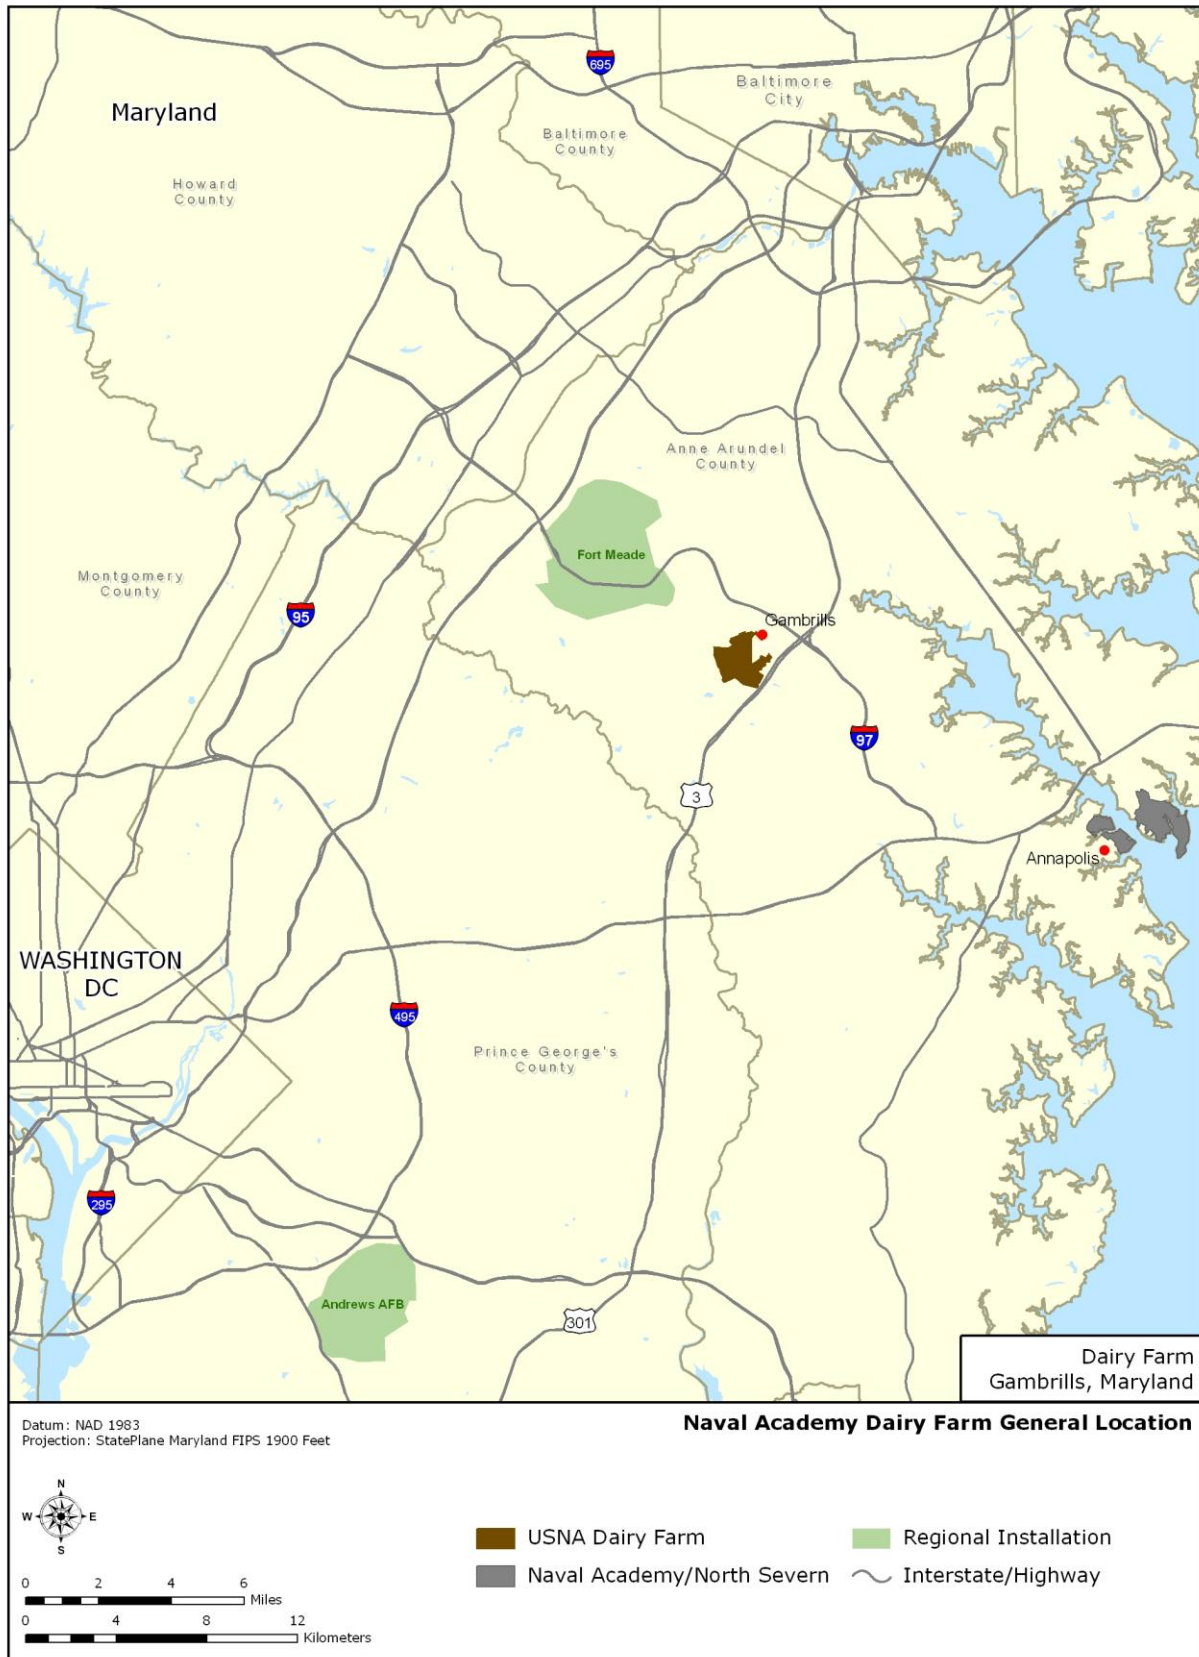 695
Baltimore
City
Maryland
Baltimore
County
Howard
County
Anne Arundel
County
Fort Meade
Montgomery
County
95
Gambrills
97
3
Annapolis
WASHINGTON
DC
495
Prince George's
County
295
Andrews AFB
301
Dairy Farm
Gambrills, Maryland
Datum: NAD 1983
Projection: StatePlane Maryland FIPS 1900 Feet
Naval Academy Dairy Farm General Location
N
W E
S
USNA Dairy Farm
Regional Installation
Naval Academy/North Severn
Interstate/Highway
0 2 4 6
Miles
0 4 8 12
Kilometers